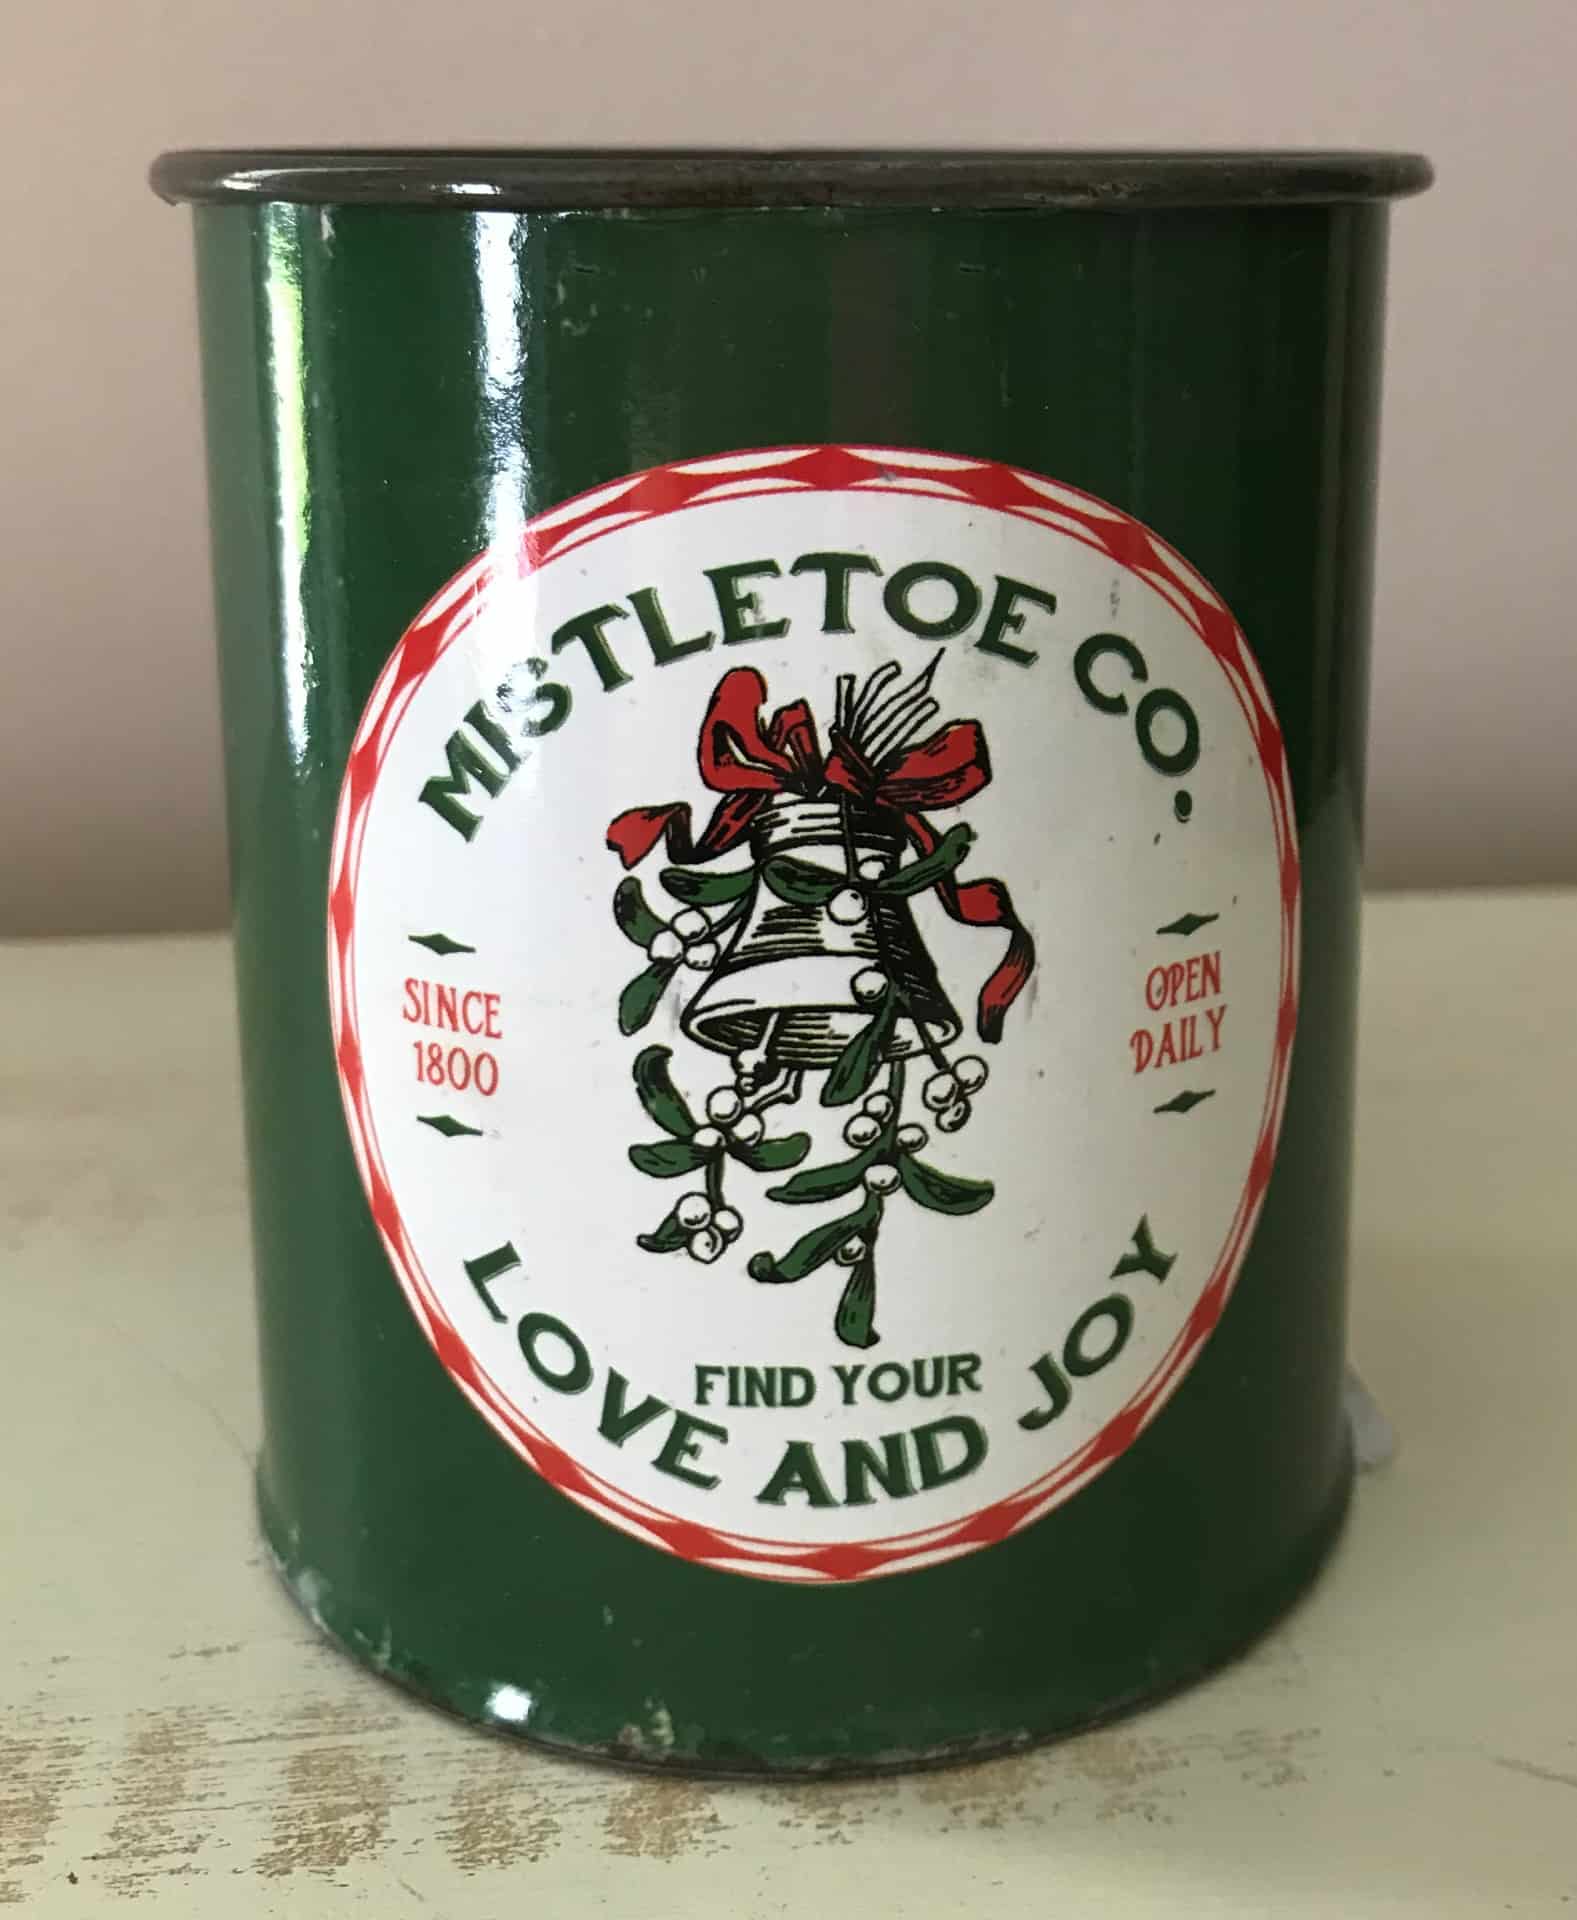 MISTLETOE CO.
SINCE
1800
OPEN
DAILY
FIND YOUR
LOVE AND JOY